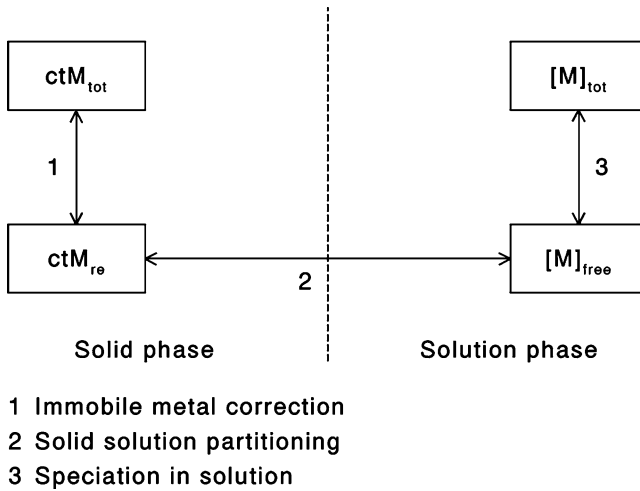 ctM_tot [M]_tot
1 3
ctM_re [M]_free
2
Solid phase Solution phase
1 Immobile metal correction
2 Solid solution partitioning
3 Speciation in solution